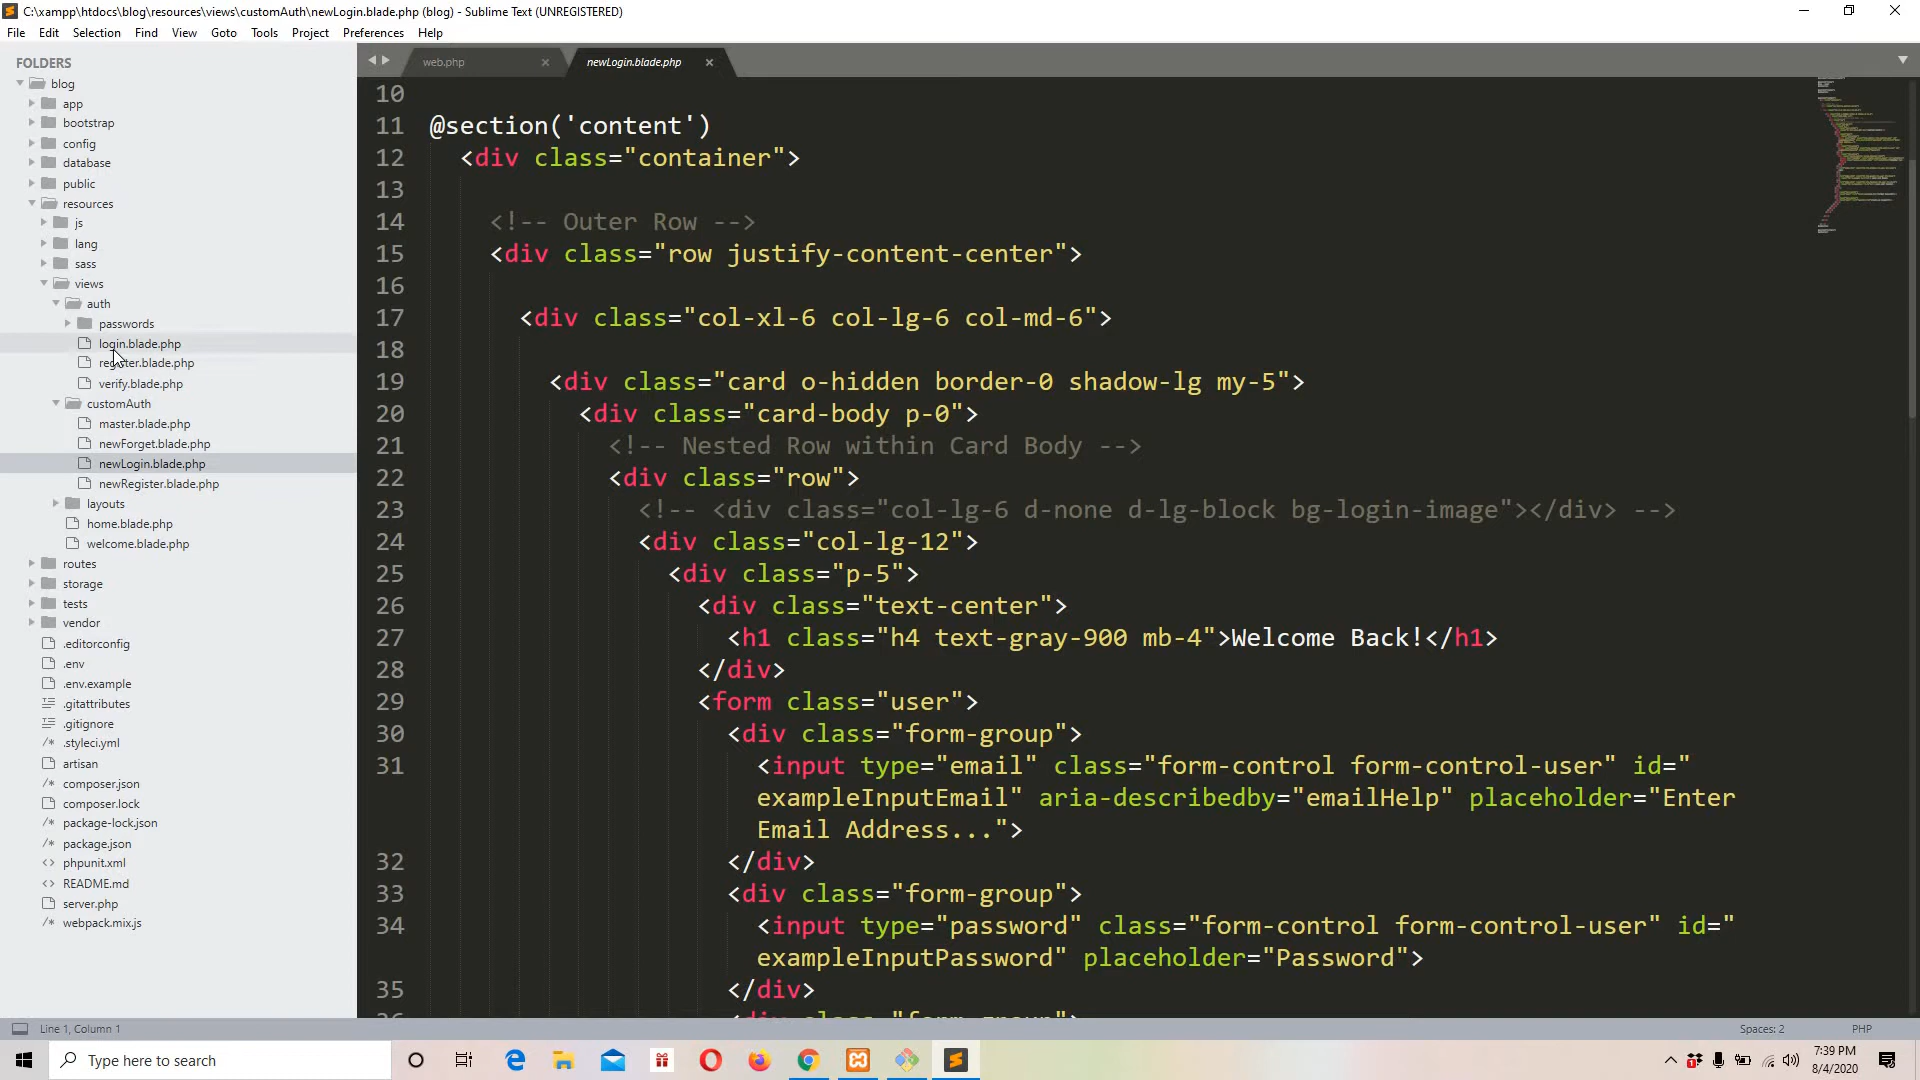 C:\xampp\htdocs\blog\resources\views\customAuth\newLogin.blade.php (blog) - Sublime Text (UNREGISTERED)
File Edit Selection Find View Goto Tools Project Preferences Help
FOLDERS
blog
app
bootstrap
config
database
public
resources
js
lang
sass
views
auth
passwords
login.blade.php
register.blade.php
verify.blade.php
customAuth
master.blade.php
newForget.blade.php
newLogin.blade.php
newRegister.blade.php
layouts
home.blade.php
welcome.blade.php
routes
storage
tests
vendor
.editorconfig
.env
.env.example
.gitattributes
.gitignore
.styleci.yml
artisan
composer.json
composer.lock
package-lock.json
package.json
phpunit.xml
README.md
server.php
webpack.mix.js
web.php newLogin.blade.php
10
11 @section('content')
12 <div class="container">
13
14 <!-- Outer Row -->
15 <div class="row justify-content-center">
16
17 <div class="col-xl-6 col-lg-6 col-md-6">
18
19 <div class="card o-hidden border-0 shadow-lg my-5">
20 <div class="card-body p-0">
21 <!-- Nested Row within Card Body -->
22 <div class="row">
23 <!-- <div class="col-lg-6 d-none d-lg-block bg-login-image"></div> -->
24 <div class="col-lg-12">
25 <div class="p-5">
26 <div class="text-center">
27 <h1 class="h4 text-gray-900 mb-4">Welcome Back!</h1>
28 </div>
29 <form class="user">
30 <div class="form-group">
31 <input type="email" class="form-control form-control-user" id="
exampleInputEmail" aria-describedby="emailHelp" placeholder="Enter
Email Address...">
32 </div>
33 <div class="form-group">
34 <input type="password" class="form-control form-control-user" id="
exampleInputPassword" placeholder="Password">
35 </div>
Line 1, Column 1 Spaces: 2 PHP
Type here to search
7:39 PM
8/4/2020